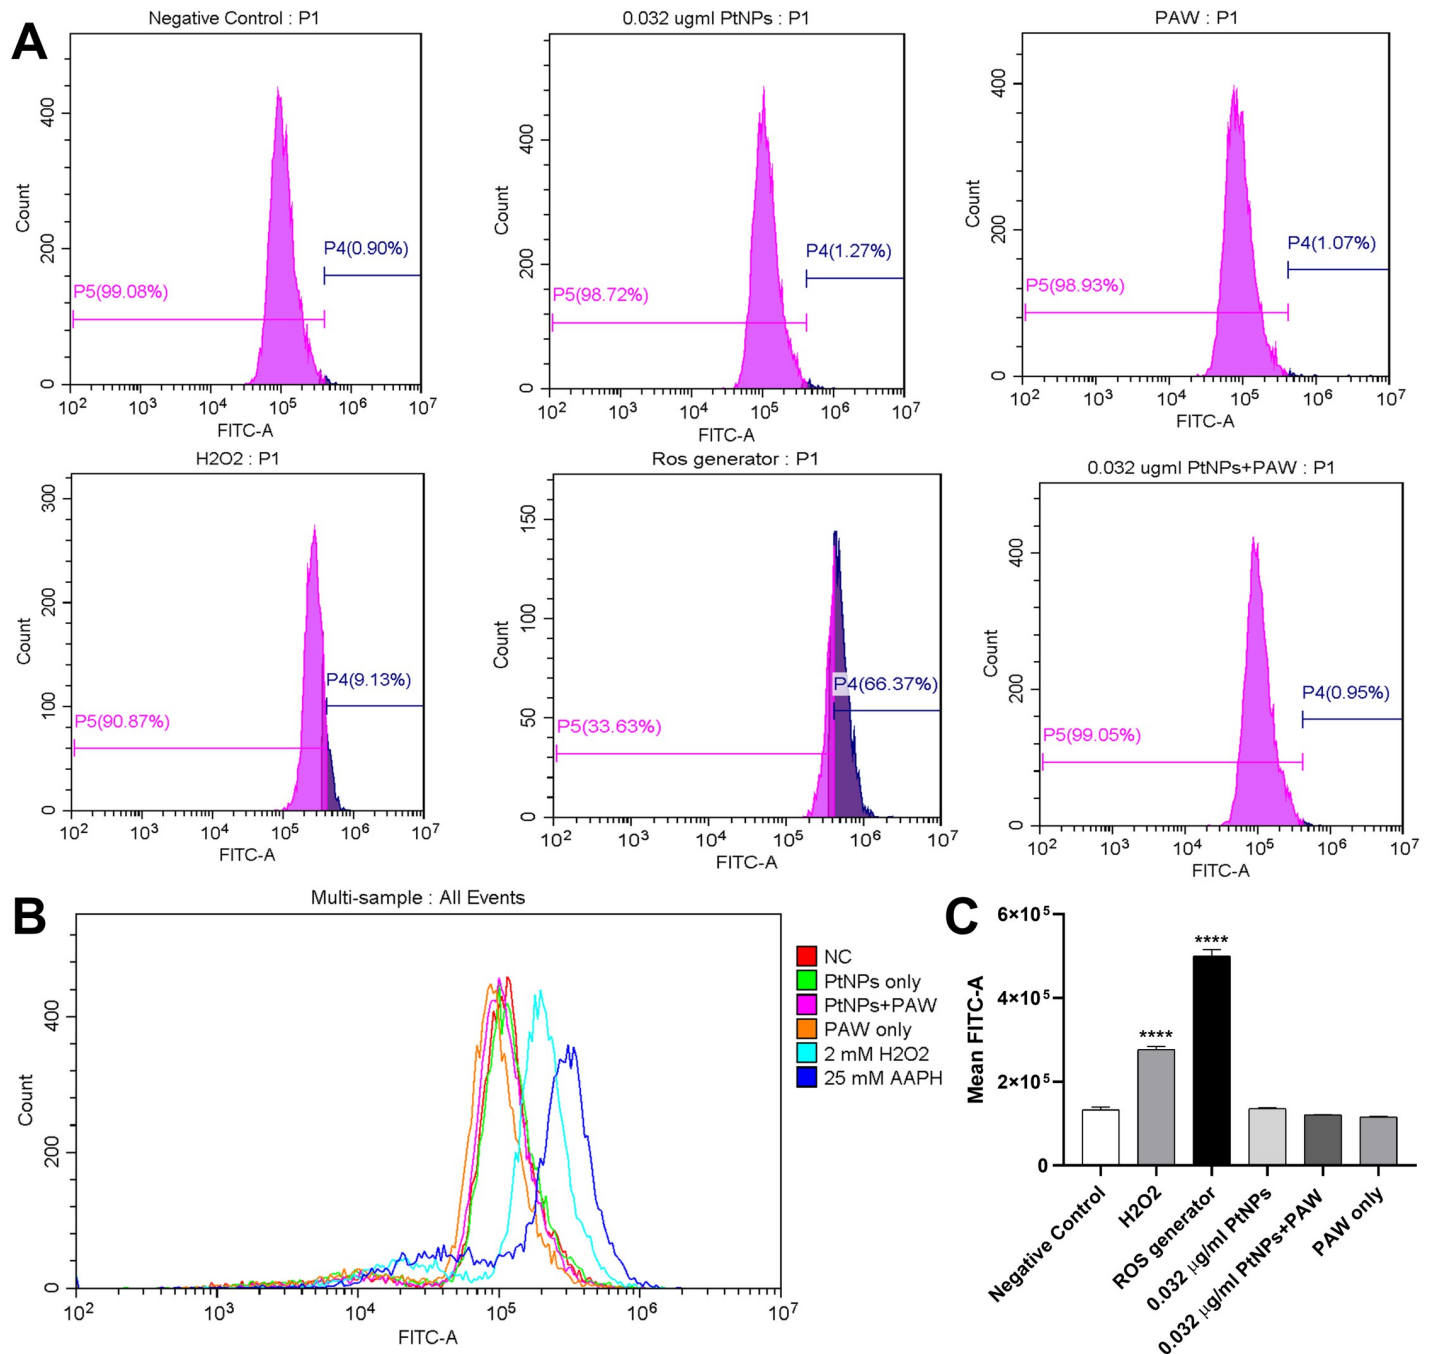 A
Negative Control : P1
Count
400
200
0
P4(0.90%)
P5(99.08%)
10² 10³ 10⁴ 10⁵ 10⁶ 10⁷
FITC-A
0.032 ugml PtNPs : P1
Count
400
200
0
P4(1.27%)
P5(98.72%)
10² 10³ 10⁴ 10⁵ 10⁶ 10⁷
FITC-A
PAW : P1
Count
400
200
0
P4(1.07%)
P5(98.93%)
10² 10³ 10⁴ 10⁵ 10⁶ 10⁷
FITC-A
H2O2 : P1
Count
300
200
100
0
P4(9.13%)
P5(90.87%)
10² 10³ 10⁴ 10⁵ 10⁶ 10⁷
FITC-A
Ros generator : P1
Count
150
100
50
0
P4(66.37%)
P5(33.63%)
10² 10³ 10⁴ 10⁵ 10⁶ 10⁷
FITC-A
0.032 ugml PtNPs+PAW : P1
Count
400
200
0
P4(0.95%)
P5(99.05%)
10² 10³ 10⁴ 10⁵ 10⁶ 10⁷
FITC-A
B
Multi-sample : All Events
Count
400
200
0
10² 10³ 10⁴ 10⁵ 10⁶ 10⁷
FITC-A
NC
PtNPs only
PtNPs+PAW
PAW only
2 mM H2O2
25 mM AAPH
C
Mean FITC-A
6×10⁵
4×10⁵
2×10⁵
0
****
****
Negative Control
H2O2
ROS generator
0.032 μg/ml PtNPs
0.032 μg/ml PtNPs+PAW
PAW only